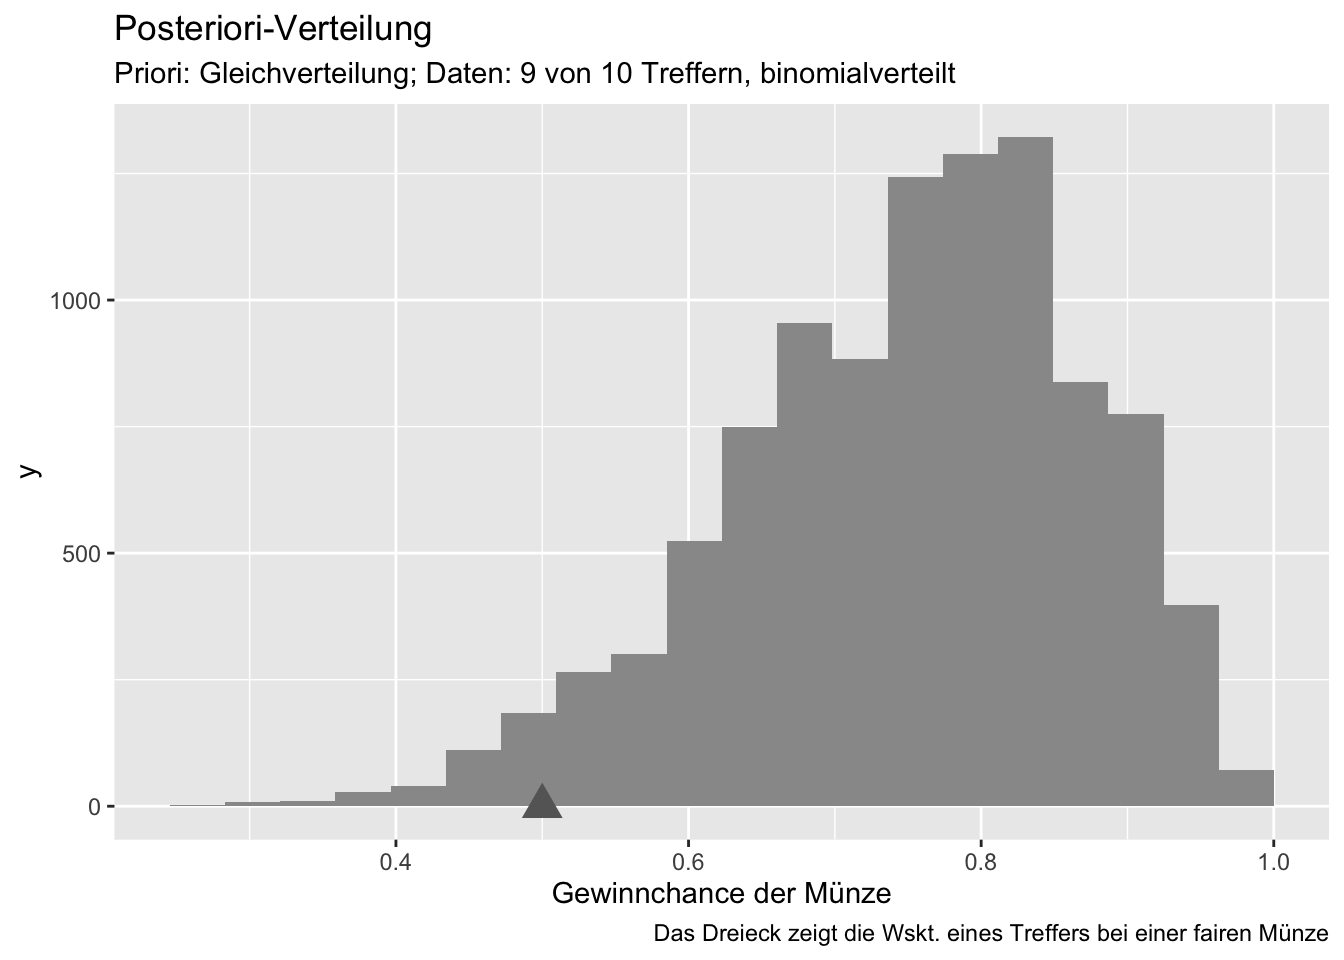 Posteriori-Verteilung
Priori: Gleichverteilung; Daten: 9 von 10 Treffern, binomialverteilt
y
1000
500
0
0.4 0.6 0.8 1.0
Gewinnchance der Münze
Das Dreieck zeigt die Wskt. eines Treffers bei einer fairen Münze